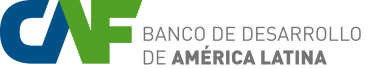 CAF
BANCO DE DESARROLLO
DE AMÉRICA LATINA